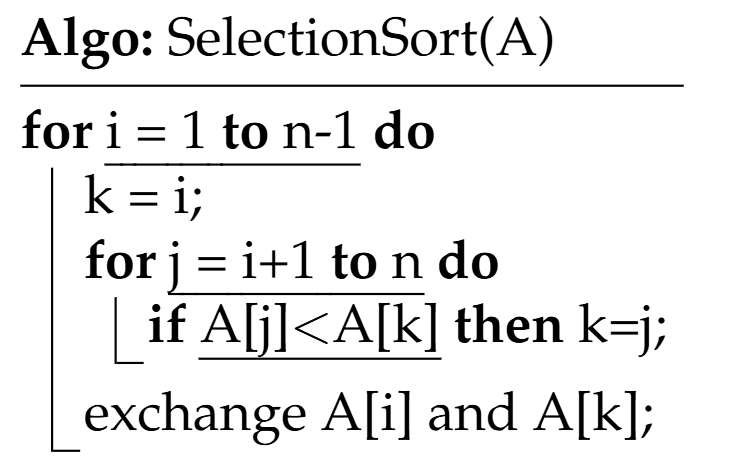 Algo: SelectionSort(A)
for i = 1 to n-1 do
k = i;
for j = i+1 to n do
if A[j]<A[k] then k=j;
exchange A[i] and A[k];